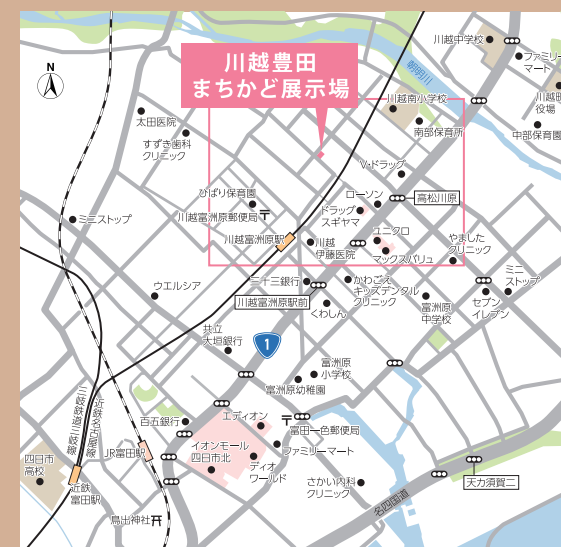 川越豊田
まちかど展示場
N
川越中学校
ファミリー
マート
朝明川
川越町
役場
川越南小学校
南部保育所
中部保育園
太田医院
すずき歯科
クリニック
V・ドラッグ
ひばり保育園
川越富洲原郵便局
ローソン
高松川原
ドラッグ
スギヤマ
ミニストップ
川越富洲原駅
川越
伊藤医院
ユニクロ
マックスバリュ
やました
クリニック
三十三銀行
かわごえ
キッズデンタル
クリニック
ミニ
ストップ
ウエルシア
川越富洲原駅前
くわしん
富洲原
中学校
セブン
イレブン
共立
大垣銀行
1
富洲原
小学校
富洲原幼稚園
三岐鉄道三岐線
近鉄名古屋線
百五銀行
エディオン
富田一色郵便局
JR富田駅
イオンモール
四日市北
ファミリーマート
四日市
高校
ディオ
ワールド
近鉄
富田駅
さかい内科
クリニック
天カ須賀二
名四国道
鳥出神社